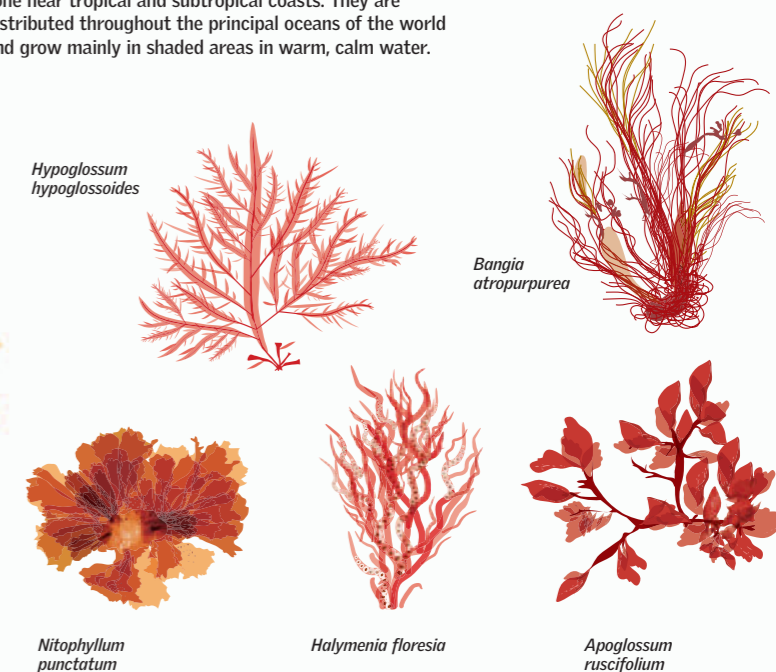 one near tropical and subtropical coasts. They are
stributed throughout the principal oceans of the world
nd grow mainly in shaded areas in warm, calm water.
Hypoglossum
hypoglossoides
Bangia
atropurpurea
Nitophyllum
punctatum
Halymenia floresia
Apoglossum
ruscifolium